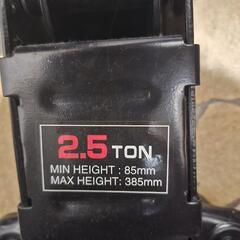 2.5 TON
MIN HEIGHT : 85mm
MAX HEIGHT: 385mm